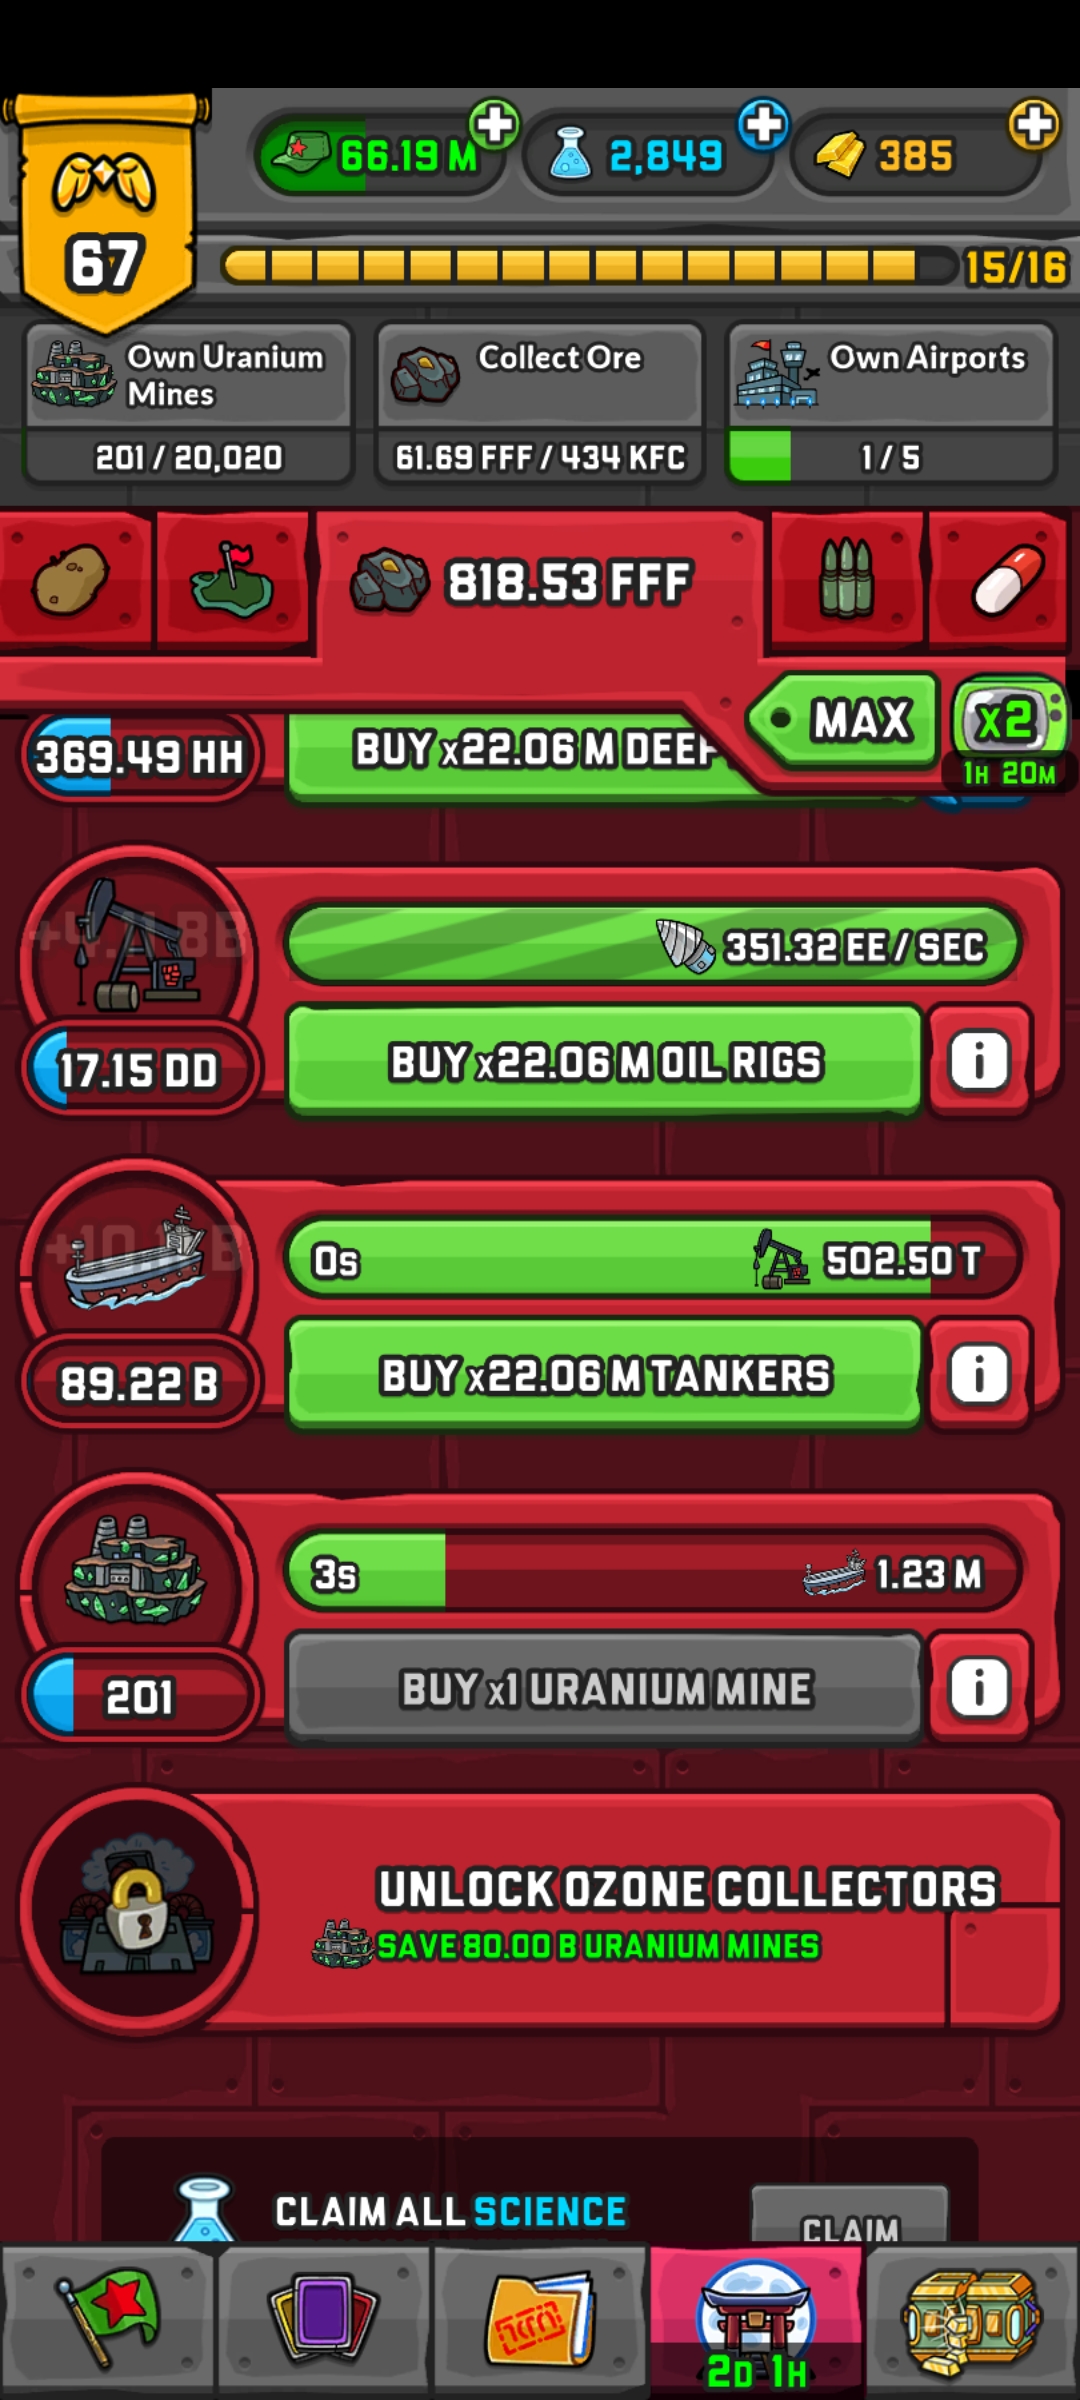 66.19 M
2,849
385
67
15/16
Own Uranium
Mines
201 / 20,020
Collect Ore
61.69 FFF / 434 KFC
Own Airports
1 / 5
818.53 FFF
MAX
x2
1H 20M
369.49 HH
BUY x22.06 M DEEP
351.32 EE / SEC
17.15 DD
BUY x22.06 M OIL RIGS
0s
502.50 T
89.22 B
BUY x22.06 M TANKERS
3s
1.23 M
201
BUY x1 URANIUM MINE
UNLOCK OZONE COLLECTORS
SAVE 80.00 B URANIUM MINES
CLAIM ALL SCIENCE
CLAIM
2D 1H